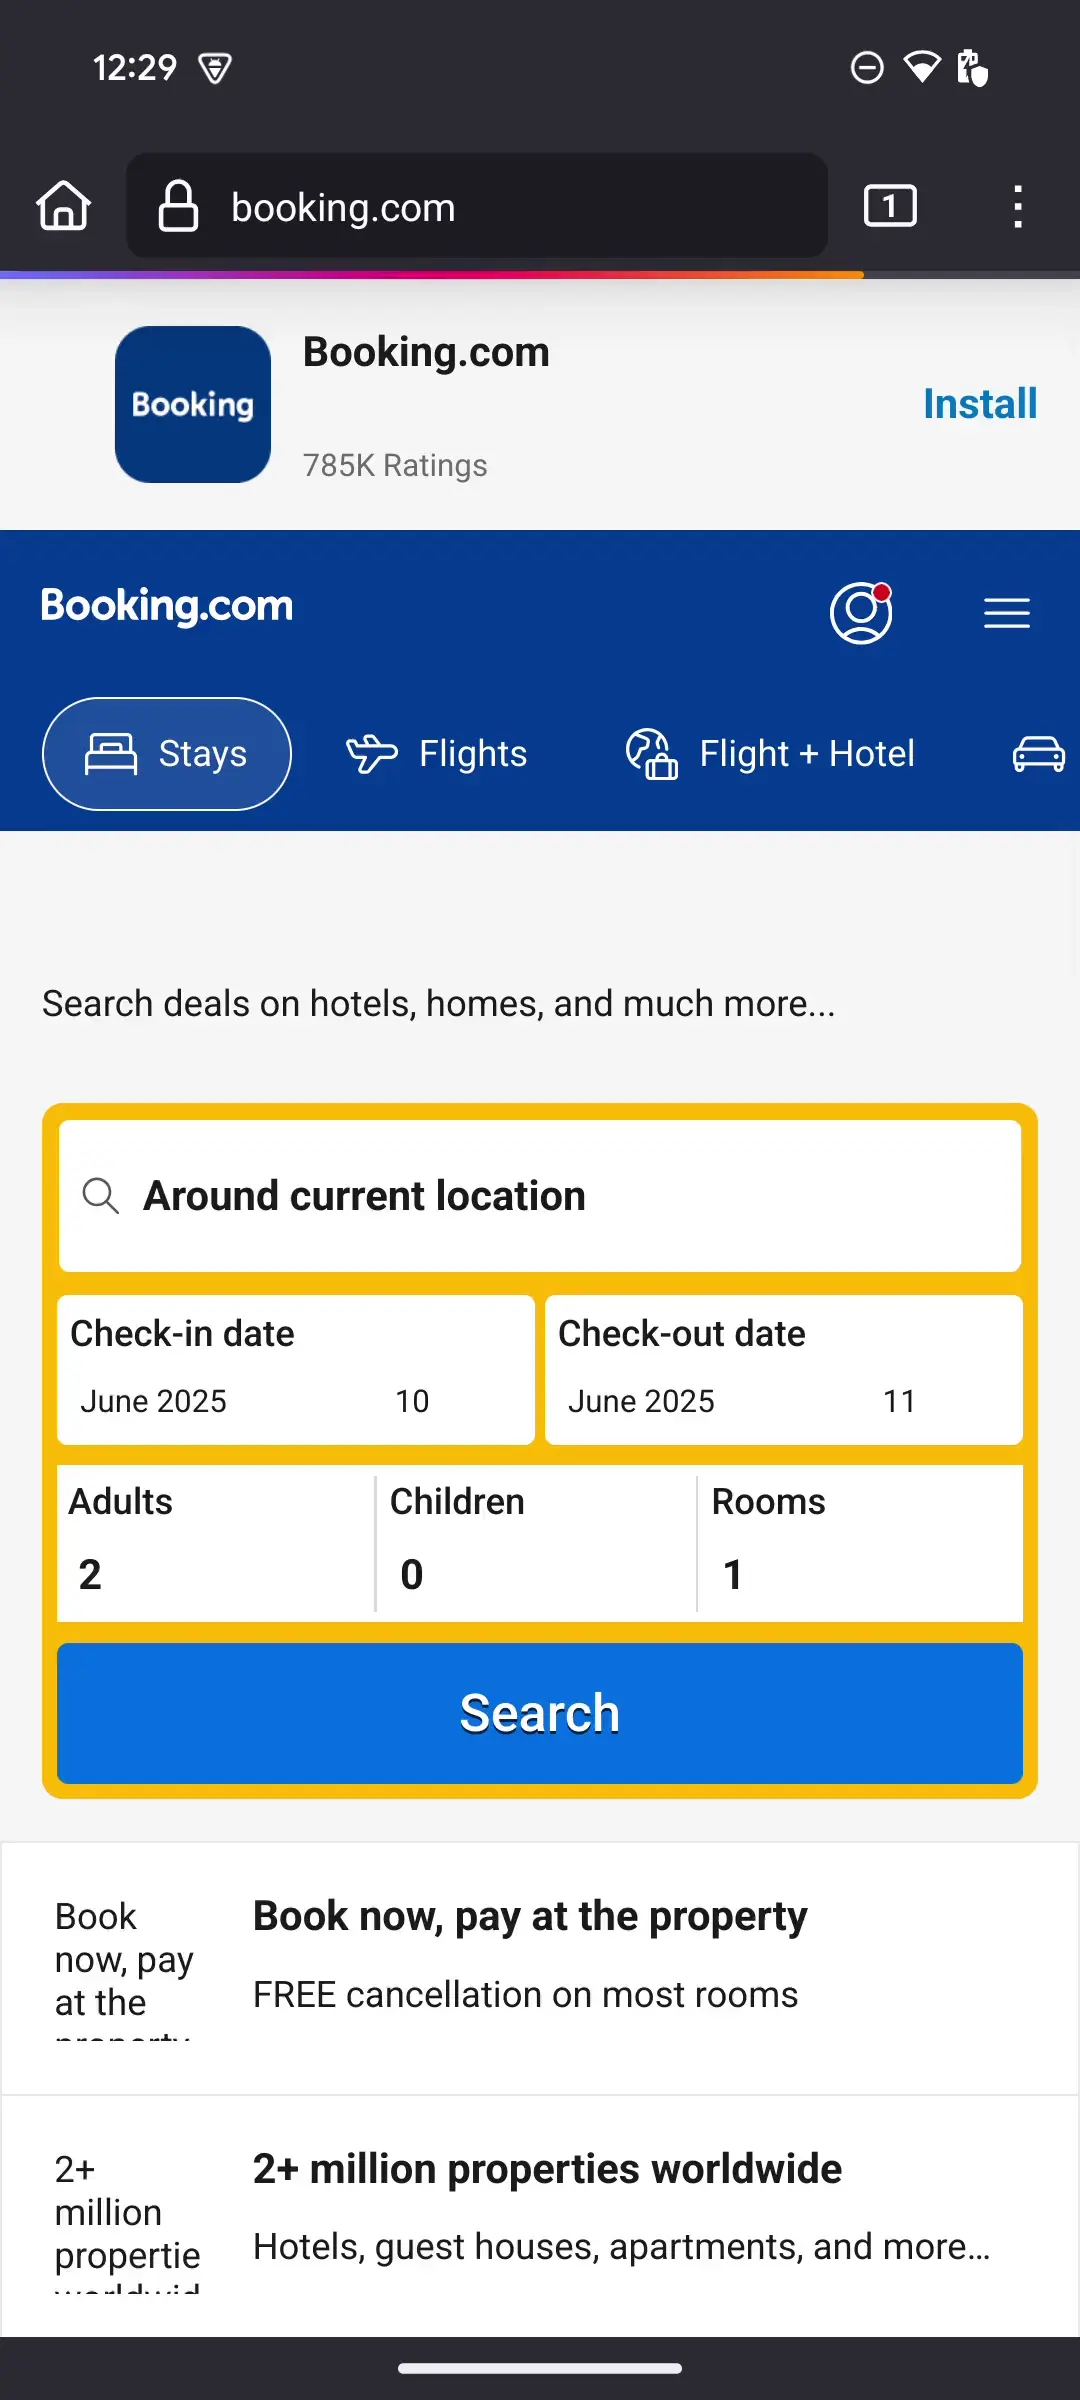 12:29
booking.com
1
Booking
Booking.com
Install
785K Ratings
Booking.com
Stays
Flights
Flight + Hotel
Search deals on hotels, homes, and much more...
Around current location
Check-in date
Check-out date
June 2025 10
June 2025 11
Adults
Children
Rooms
2
0
1
Search
Book now, pay at the
Book now, pay at the property
FREE cancellation on most rooms
2+ million propertie
2+ million properties worldwide
Hotels, guest houses, apartments, and more...